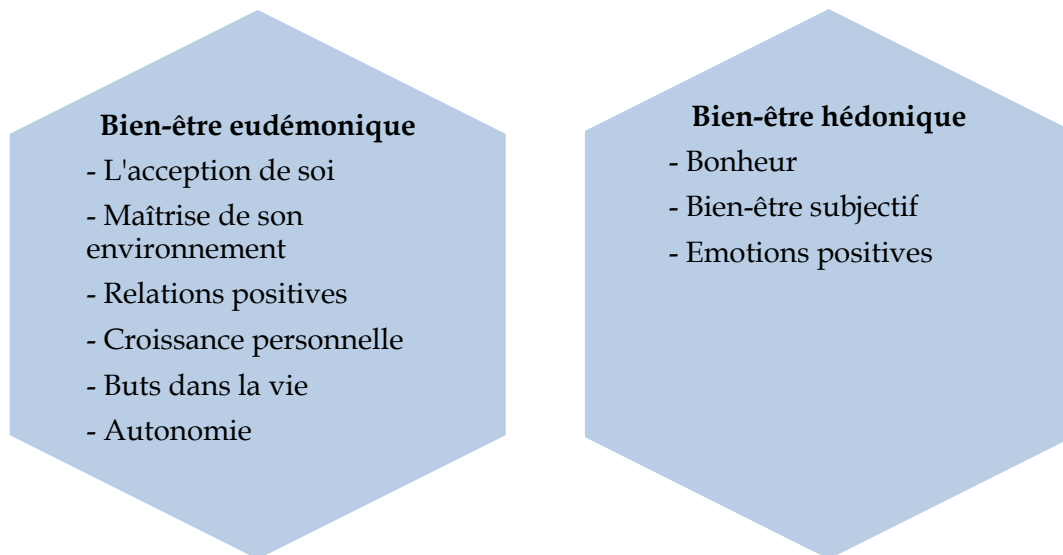 Bien-être eudémonique
- L'acception de soi
- Maîtrise de son
environnement
- Relations positives
- Croissance personnelle
- Buts dans la vie
- Autonomie
Bien-être hédonique
- Bonheur
- Bien-être subjectif
- Emotions positives